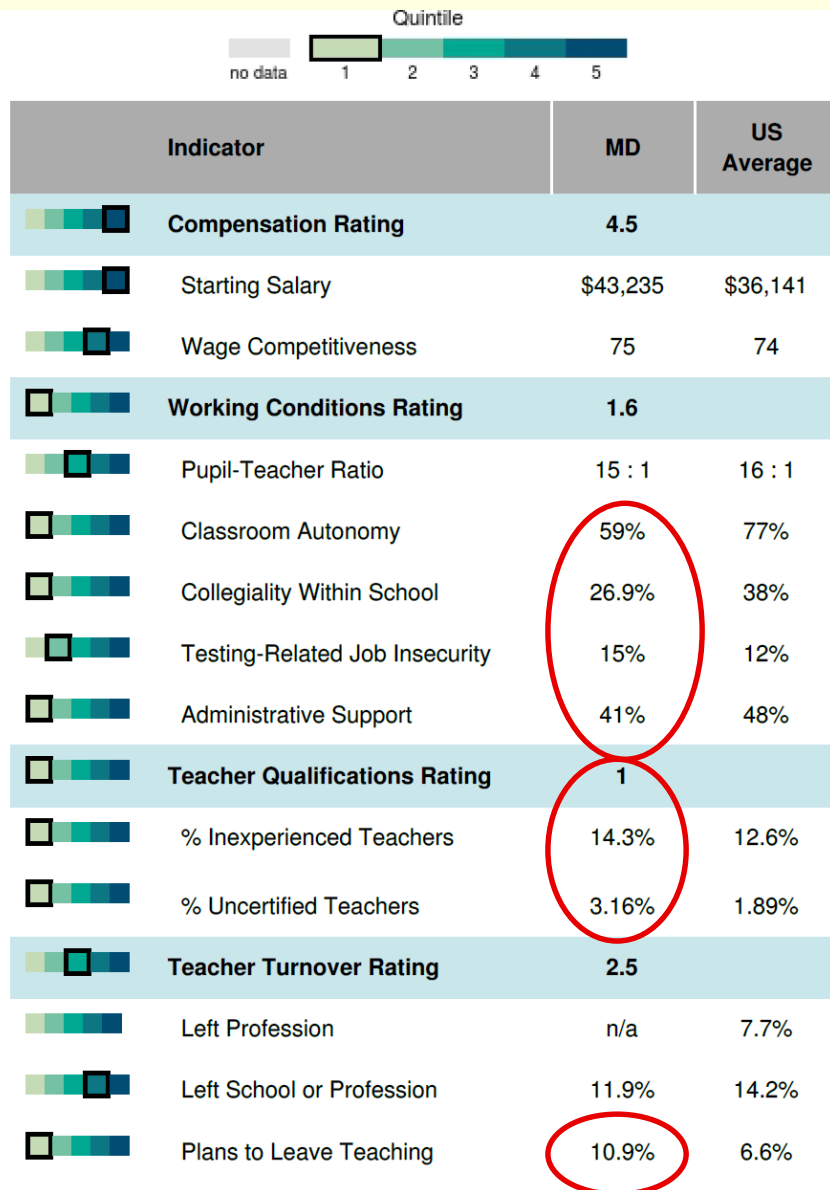 Quintile
no data 1 2 3 4 5
Indicator MD US Average
Compensation Rating 4.5
Starting Salary $43,235 $36,141
Wage Competitiveness 75 74
Working Conditions Rating 1.6
Pupil-Teacher Ratio 15 : 1 16 : 1
Classroom Autonomy 59% 77%
Collegiality Within School 26.9% 38%
Testing-Related Job Insecurity 15% 12%
Administrative Support 41% 48%
Teacher Qualifications Rating 1
% Inexperienced Teachers 14.3% 12.6%
% Uncertified Teachers 3.16% 1.89%
Teacher Turnover Rating 2.5
Left Profession n/a 7.7%
Left School or Profession 11.9% 14.2%
Plans to Leave Teaching 10.9% 6.6%